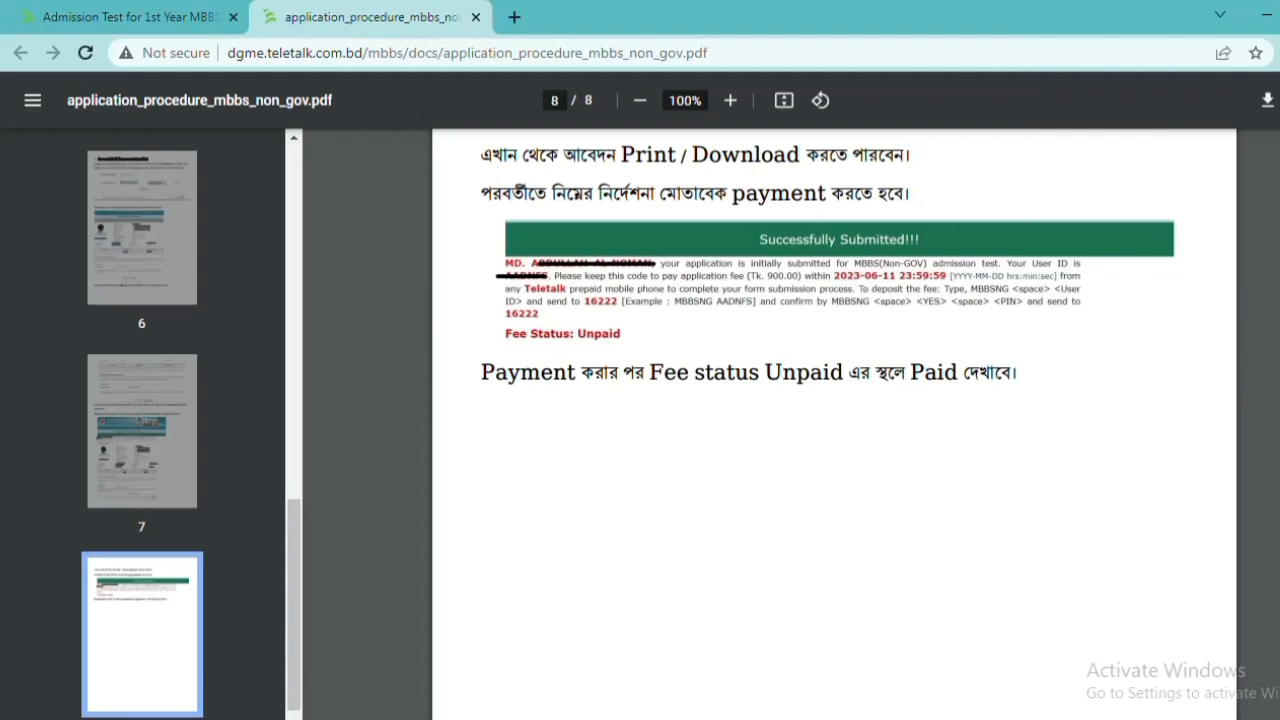 Admission Test for 1st Year MBBS
application_procedure_mbbs_no
Not secure
dgme.teletalk.com.bd/mbbs/docs/application_procedure_mbbs_non_gov.pdf
application_procedure_mbbs_non_gov.pdf
8 / 8
100%
এখান থেকে আবেদন Print / Download করতে পারবেন।
পরবর্তীতে নিম্নের নির্দেশনা মোতাবেক payment করতে হবে।
Successfully Submitted!!!
MD. your application is initially submitted for MBBS(Non-GOV) admission test. Your User ID is
. Please keep this code to pay application fee (Tk. 900.00) within 2023-06-11 23:59:59 [YYYY-MM-DD hrs:min:sec] from
any Teletalk prepaid mobile phone to complete your form submission process. To deposit the fee: Type, MBBSNG <space> <User
ID> and send to 16222 [Example : MBBSNG AADNFS] and confirm by MBBSNG <space> <YES> <space> <PIN> and send to
16222
Fee Status: Unpaid
Payment করার পর Fee status Unpaid এর স্থলে Paid দেখাবে।
6
7
Activate Windows
Go to Settings to activate Wi